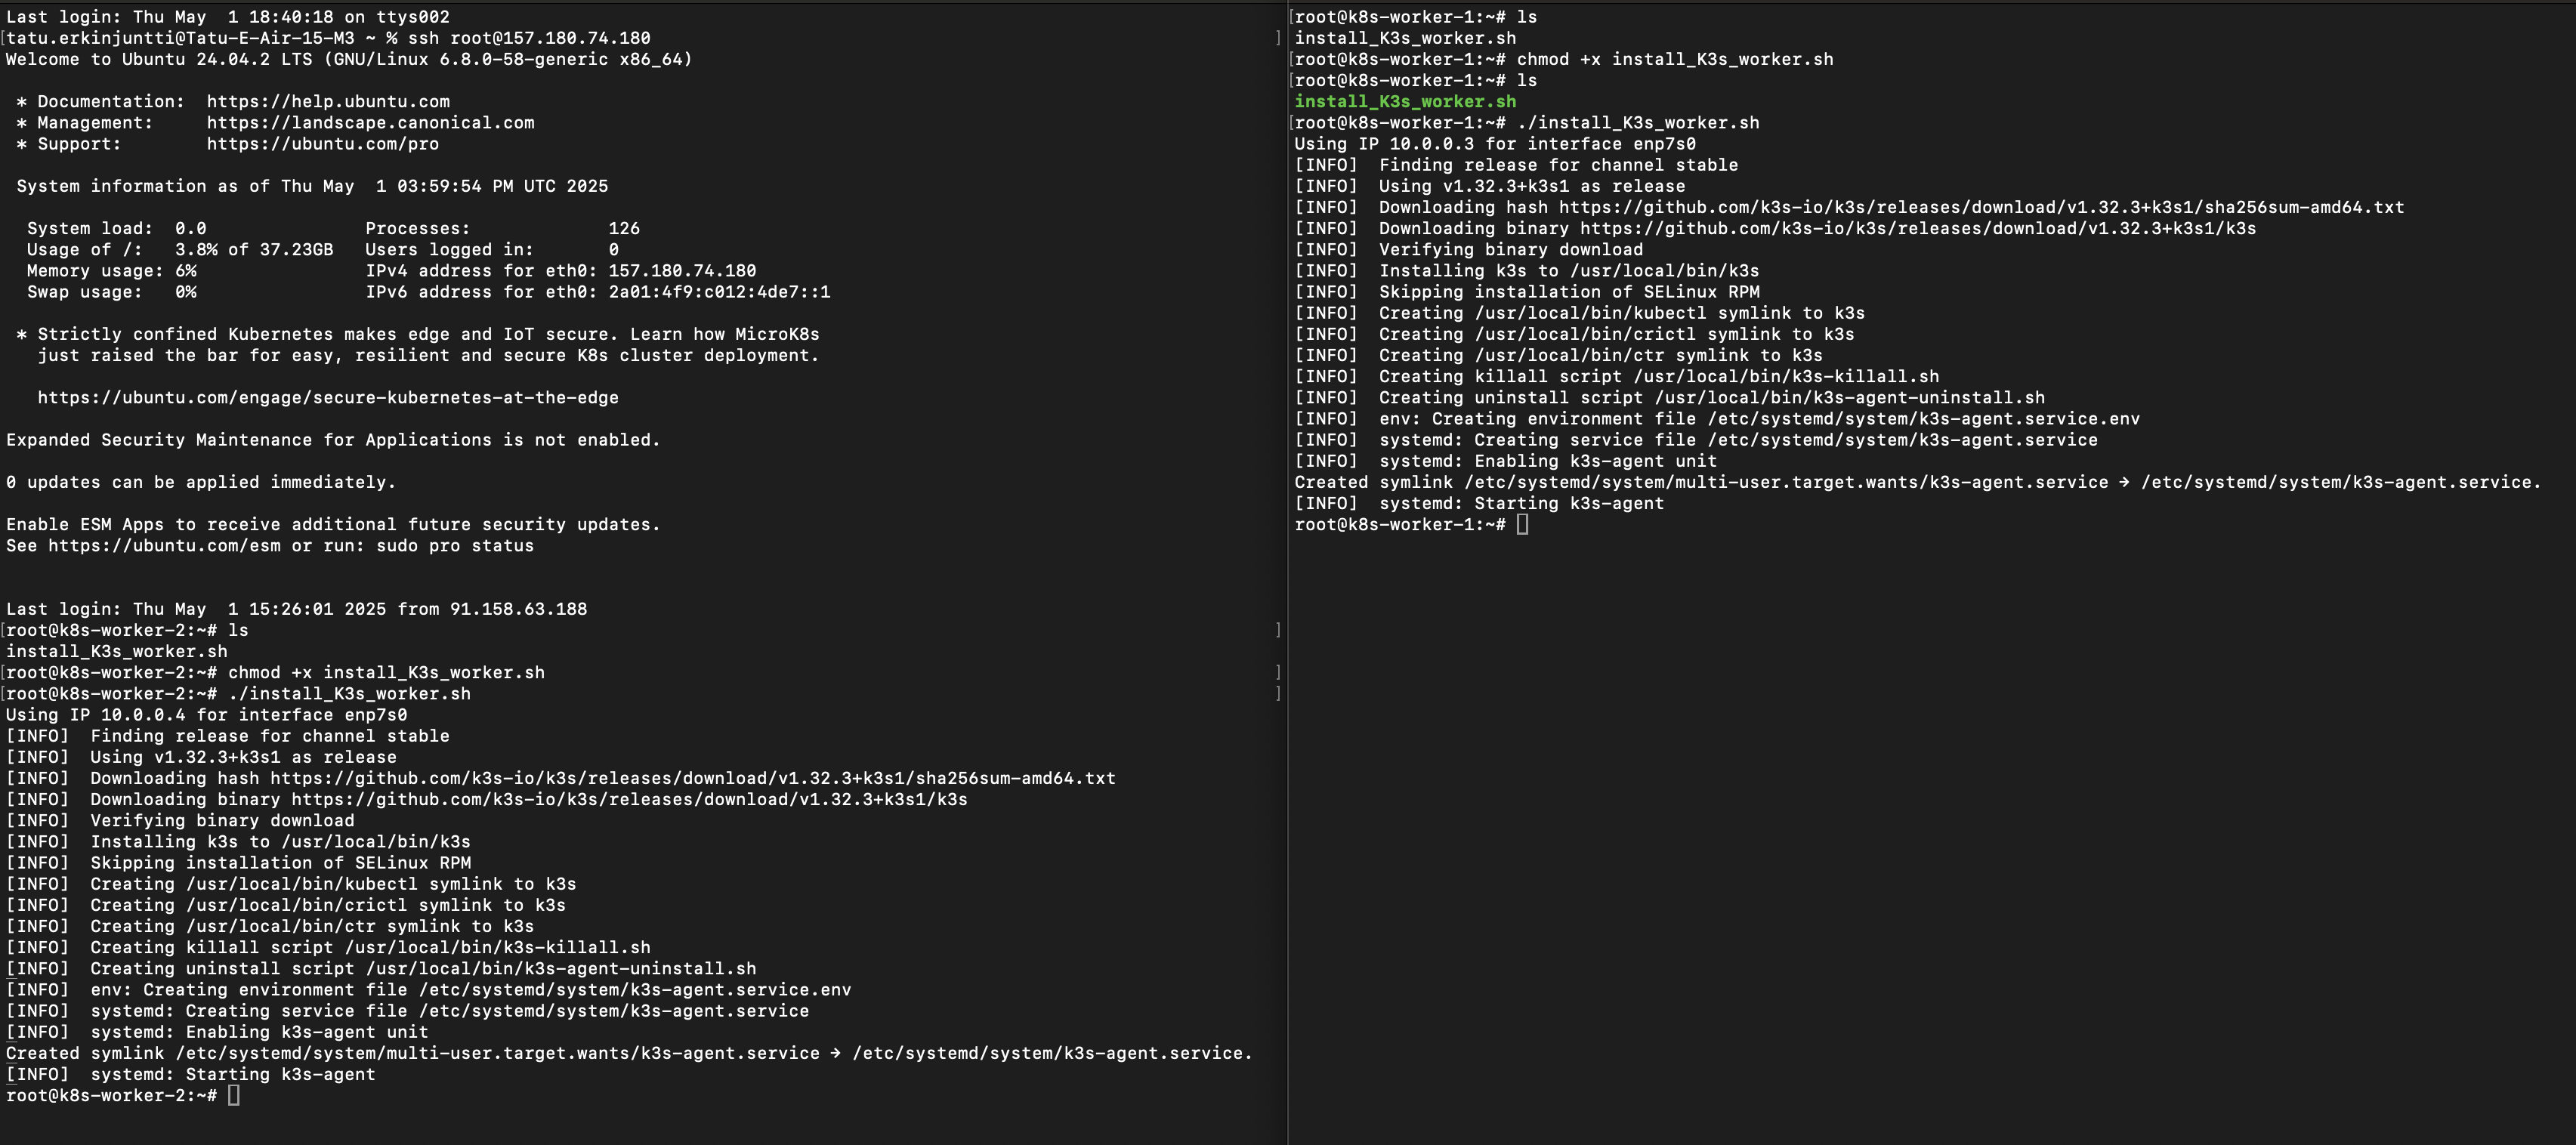 Last login: Thu May  1 18:40:18 on ttys002
[tatu.erkinjuntti@Tatu-E-Air-15-M3 ~ % ssh root@157.180.74.180 ]
Welcome to Ubuntu 24.04.2 LTS (GNU/Linux 6.8.0-58-generic x86_64)
* Documentation:  https://help.ubuntu.com
* Management:     https://landscape.canonical.com
* Support:        https://ubuntu.com/pro
System information as of Thu May  1 03:59:54 PM UTC 2025
System load:  0.0               Processes:             126
Usage of /:   3.8% of 37.23GB   Users logged in:       0
Memory usage: 6%                IPv4 address for eth0: 157.180.74.180
Swap usage:   0%                IPv6 address for eth0: 2a01:4f9:c012:4de7::1
* Strictly confined Kubernetes makes edge and IoT secure. Learn how MicroK8s
just raised the bar for easy, resilient and secure K8s cluster deployment.
https://ubuntu.com/engage/secure-kubernetes-at-the-edge
Expanded Security Maintenance for Applications is not enabled.
0 updates can be applied immediately.
Enable ESM Apps to receive additional future security updates.
See https://ubuntu.com/esm or run: sudo pro status
Last login: Thu May  1 15:26:01 2025 from 91.158.63.188
[root@k8s-worker-2:~# ls ]
install_K3s_worker.sh
[root@k8s-worker-2:~# chmod +x install_K3s_worker.sh ]
[root@k8s-worker-2:~# ./install_K3s_worker.sh ]
Using IP 10.0.0.4 for interface enp7s0
[INFO]  Finding release for channel stable
[INFO]  Using v1.32.3+k3s1 as release
[INFO]  Downloading hash https://github.com/k3s-io/k3s/releases/download/v1.32.3+k3s1/sha256sum-amd64.txt
[INFO]  Downloading binary https://github.com/k3s-io/k3s/releases/download/v1.32.3+k3s1/k3s
[INFO]  Verifying binary download
[INFO]  Installing k3s to /usr/local/bin/k3s
[INFO]  Skipping installation of SELinux RPM
[INFO]  Creating /usr/local/bin/kubectl symlink to k3s
[INFO]  Creating /usr/local/bin/crictl symlink to k3s
[INFO]  Creating /usr/local/bin/ctr symlink to k3s
[INFO]  Creating killall script /usr/local/bin/k3s-killall.sh
[INFO]  Creating uninstall script /usr/local/bin/k3s-agent-uninstall.sh
[INFO]  env: Creating environment file /etc/systemd/system/k3s-agent.service.env
[INFO]  systemd: Creating service file /etc/systemd/system/k3s-agent.service
[INFO]  systemd: Enabling k3s-agent unit
Created symlink /etc/systemd/system/multi-user.target.wants/k3s-agent.service → /etc/systemd/system/k3s-agent.service.
[INFO]  systemd: Starting k3s-agent
root@k8s-worker-2:~#
[root@k8s-worker-1:~# ls
install_K3s_worker.sh
[root@k8s-worker-1:~# chmod +x install_K3s_worker.sh
[root@k8s-worker-1:~# ls
install_K3s_worker.sh
[root@k8s-worker-1:~# ./install_K3s_worker.sh
Using IP 10.0.0.3 for interface enp7s0
[INFO]  Finding release for channel stable
[INFO]  Using v1.32.3+k3s1 as release
[INFO]  Downloading hash https://github.com/k3s-io/k3s/releases/download/v1.32.3+k3s1/sha256sum-amd64.txt
[INFO]  Downloading binary https://github.com/k3s-io/k3s/releases/download/v1.32.3+k3s1/k3s
[INFO]  Verifying binary download
[INFO]  Installing k3s to /usr/local/bin/k3s
[INFO]  Skipping installation of SELinux RPM
[INFO]  Creating /usr/local/bin/kubectl symlink to k3s
[INFO]  Creating /usr/local/bin/crictl symlink to k3s
[INFO]  Creating /usr/local/bin/ctr symlink to k3s
[INFO]  Creating killall script /usr/local/bin/k3s-killall.sh
[INFO]  Creating uninstall script /usr/local/bin/k3s-agent-uninstall.sh
[INFO]  env: Creating environment file /etc/systemd/system/k3s-agent.service.env
[INFO]  systemd: Creating service file /etc/systemd/system/k3s-agent.service
[INFO]  systemd: Enabling k3s-agent unit
Created symlink /etc/systemd/system/multi-user.target.wants/k3s-agent.service → /etc/systemd/system/k3s-agent.service.
[INFO]  systemd: Starting k3s-agent
root@k8s-worker-1:~#